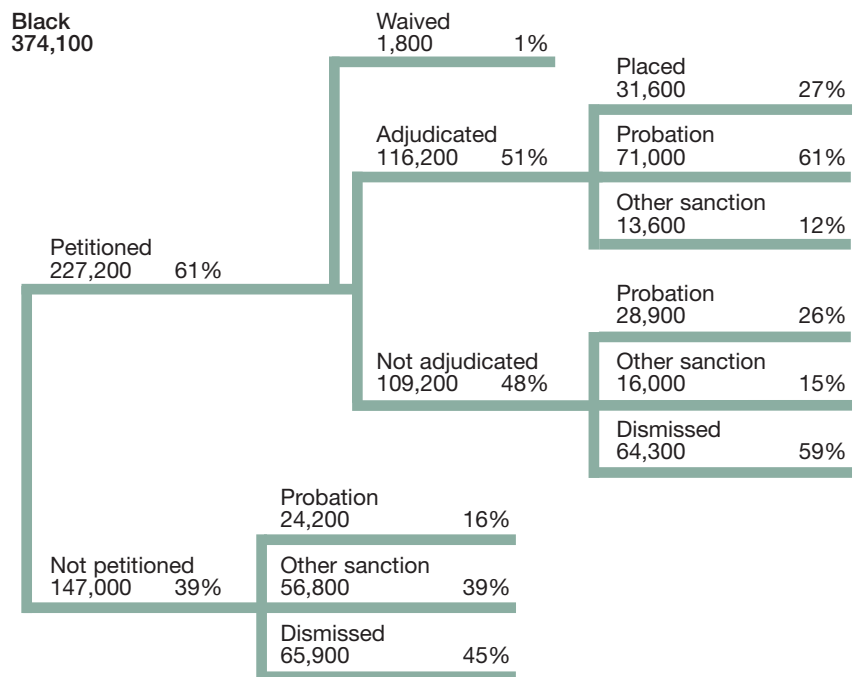 Black
374,100
Waived
1,800 1%
Placed
31,600 27%
Adjudicated
116,200 51%
Probation
71,000 61%
Other sanction
13,600 12%
Petitioned
227,200 61%
Probation
28,900 26%
Not adjudicated
109,200 48%
Other sanction
16,000 15%
Dismissed
64,300 59%
Probation
24,200 16%
Not petitioned
147,000 39%
Other sanction
56,800 39%
Dismissed
65,900 45%